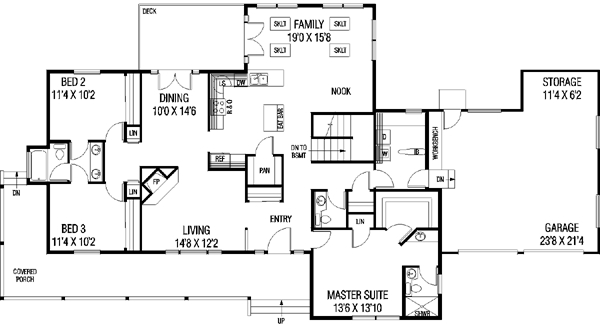 DECK
SKLT
FAMILY
SKLT
19'0 X 15'8
SKLT
SKLT
BED 2
11'4 X 10'2
DINING
10'0 X 14'6
DW
R & O
NOOK
EAT BAR
STORAGE
11'4 X 6'2
LIN
DN TO
BSMT
D
W
WORKBENCH
REF
PAN
DN
FP
DN
LIN
LIN
BED 3
11'4 X 10'2
LIVING
14'8 X 12'2
ENTRY
GARAGE
23'8 X 21'4
COVERED
PORCH
MASTER SUITE
13'6 X 13'10
SHWR
UP